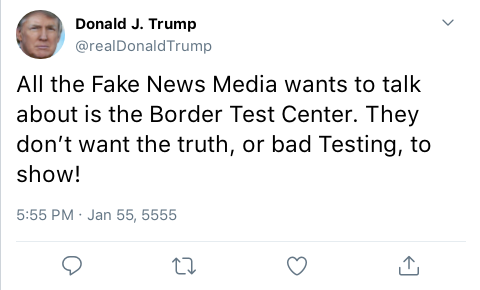 Donald J. Trump
@realDonaldTrump
All the Fake News Media wants to talk
about is the Border Test Center. They
don’t want the truth, or bad Testing, to
show!
5:55 PM · Jan 55, 5555